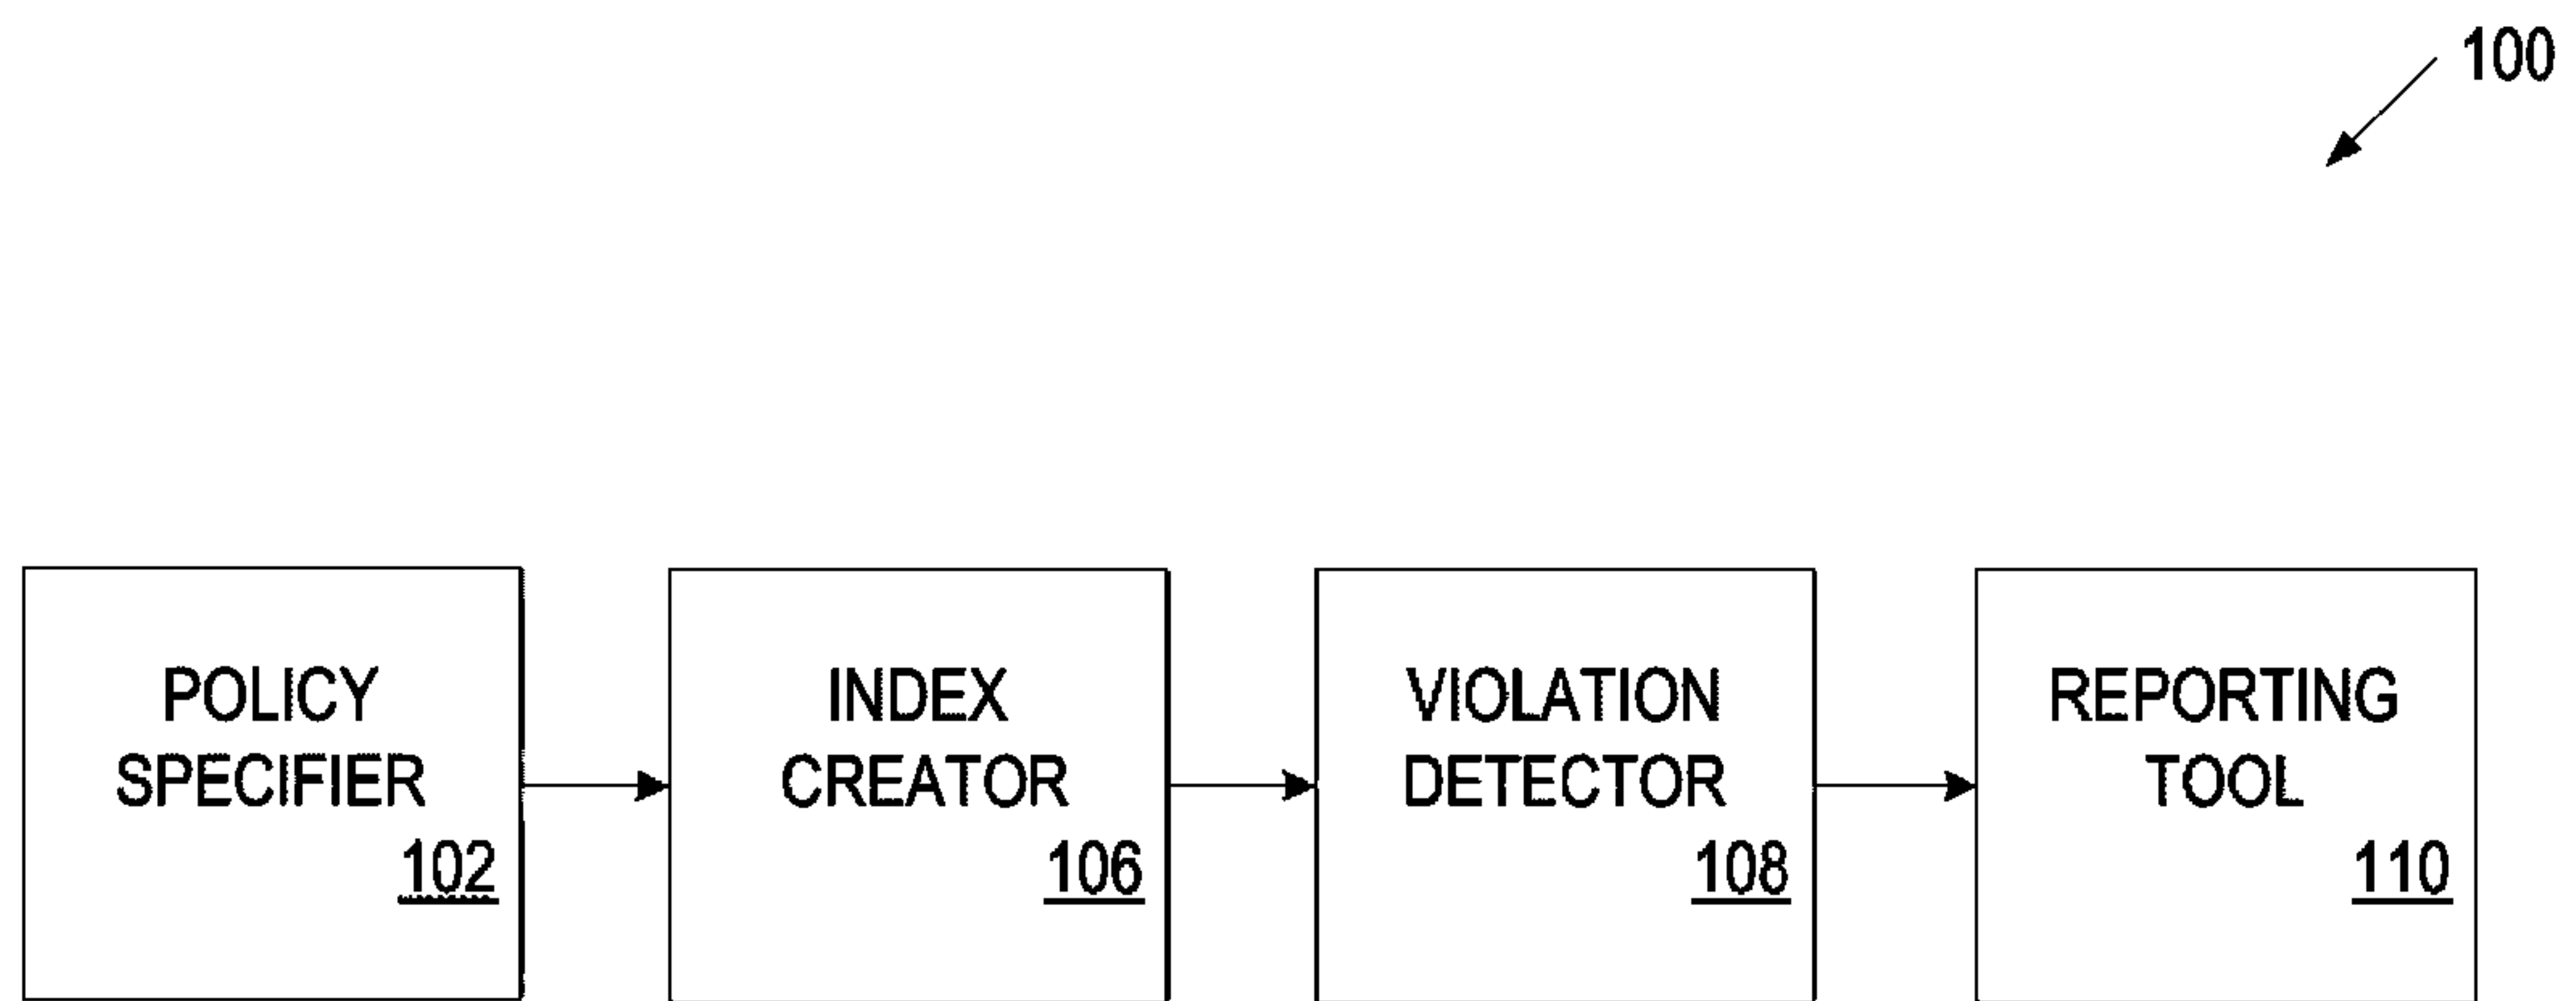 100
POLICY
SPECIFIER
102
INDEX
CREATOR
106
VIOLATION
DETECTOR
108
REPORTING
TOOL
110